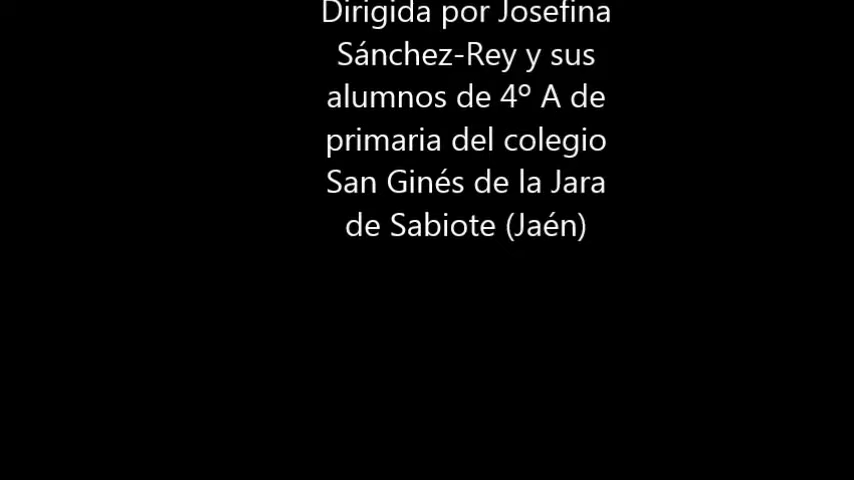 Dirigida por Josefina
Sánchez-Rey y sus
alumnos de 4º A de
primaria del colegio
San Ginés de la Jara
de Sabiote (Jaén)